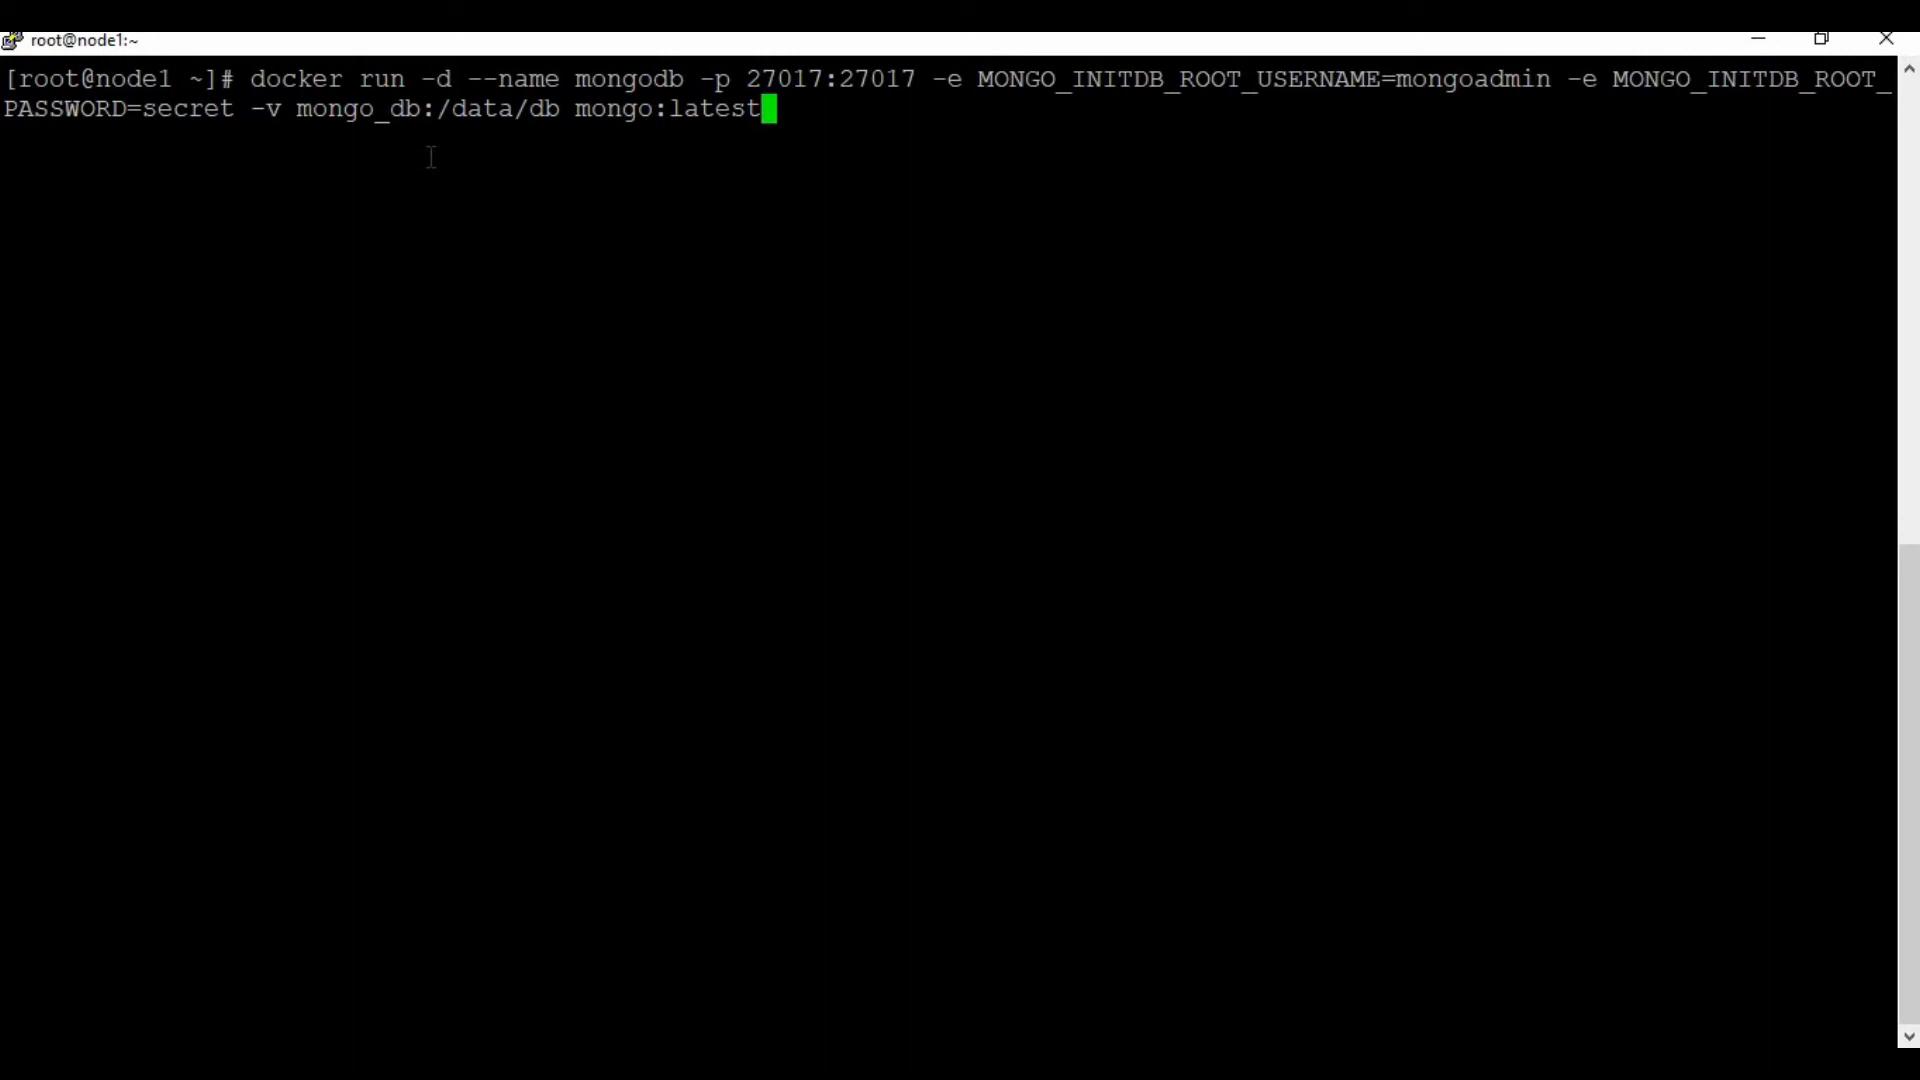 root@node1:~
[root@node1 ~]# docker run -d --name mongodb -p 27017:27017 -e MONGO_INITDB_ROOT_USERNAME=mongoadmin -e MONGO_INITDB_ROOT_
PASSWORD=secret -v mongo_db:/data/db mongo:latest